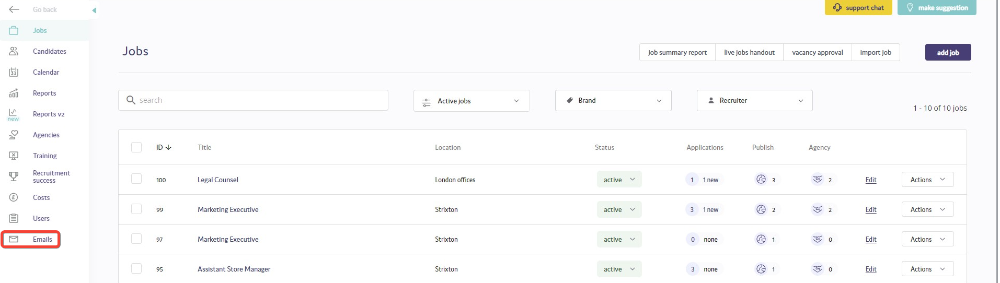 Go back
Jobs
Candidates
31
Calendar
Reports
Reports v2
new
Agencies
Training
Recruitment
success
£
Costs
Users
Emails
support chat
make suggestion
Jobs
job summary report
live jobs handout
vacancy approval
import job
add job
search
Active jobs
Brand
Recruiter
1 - 10 of 10 jobs
ID Title Location Status Applications Publish Agency
100 Legal Counsel London offices active 1 1 new 3 2 Edit Actions
99 Marketing Executive Strixton active 3 1 new 2 2 Edit Actions
97 Marketing Executive Strixton active 0 none 1 0 Edit Actions
95 Assistant Store Manager Strixton active 3 none 1 0 Edit Actions